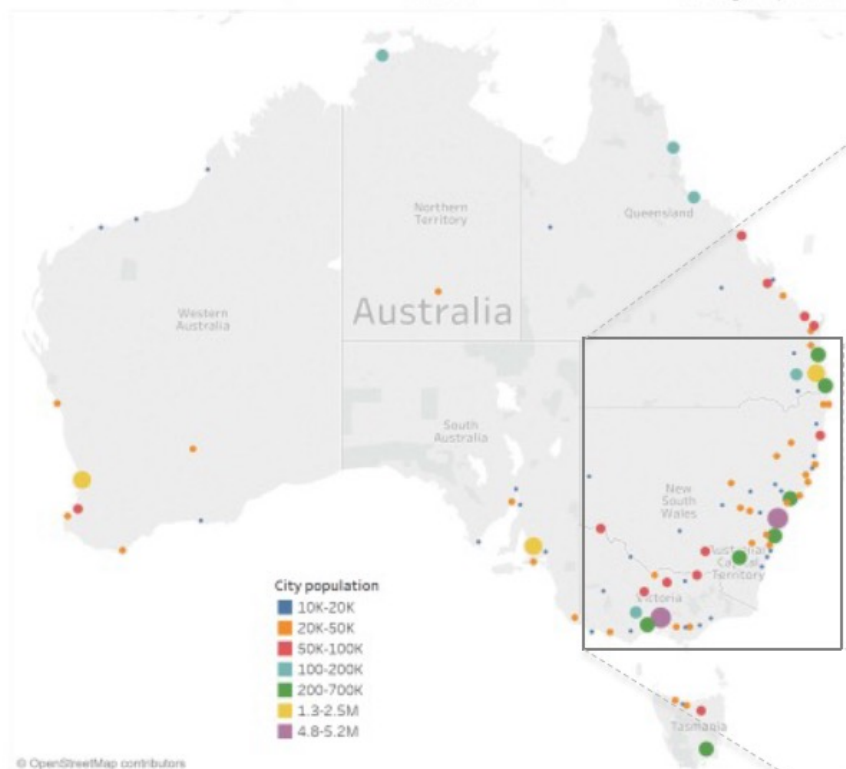 Northern
Territory
Queensland
Australia
Western
Australia
South
Australia
New
South
Wales
Australian
Capital
Territory
Victoria
City population
10K-20K
20K-50K
50K-100K
100-200K
200-700K
1.3-2.5M
4.8-5.2M
Tasmania
© OpenStreetMap contributors